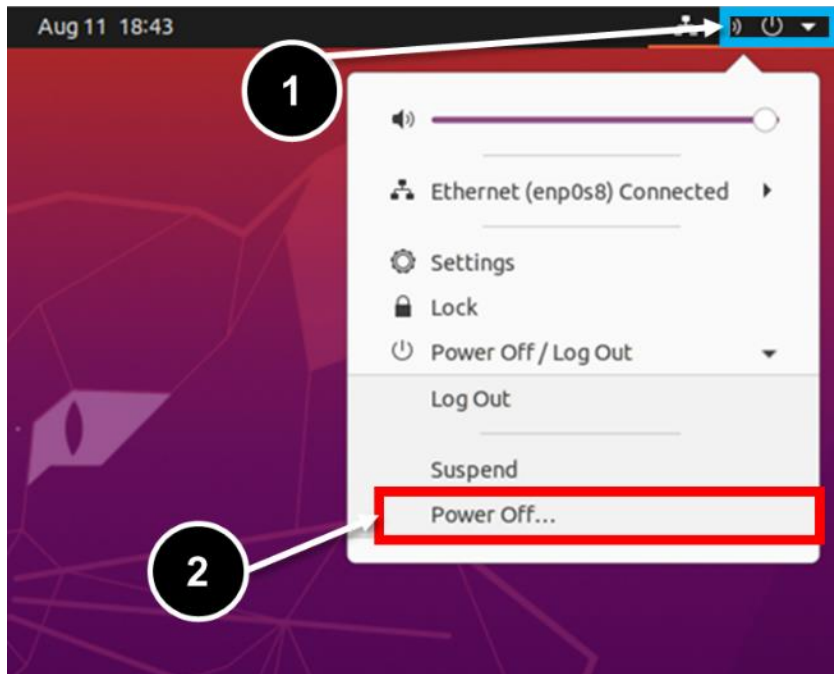 Aug 11 18:43
1
Ethernet (enp0s8) Connected
Settings
Lock
Power Off / Log Out
Log Out
Suspend
Power Off...
2